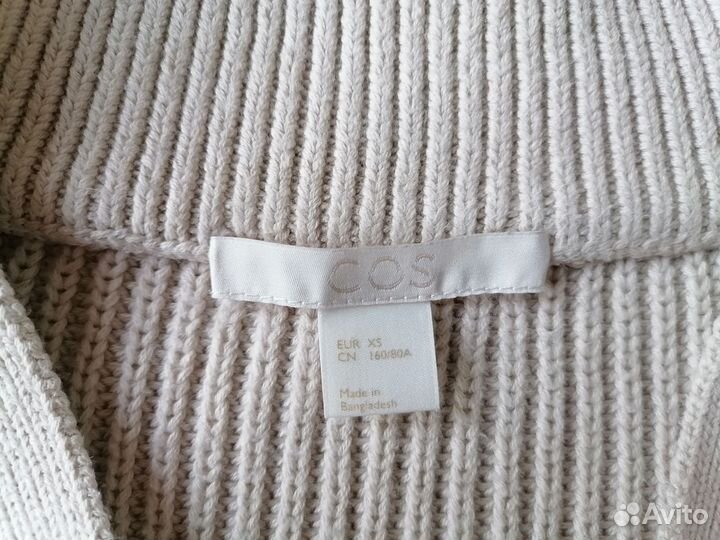 COS
EUR XS
CN 160/80A
Made in
Bangladesh
Avito